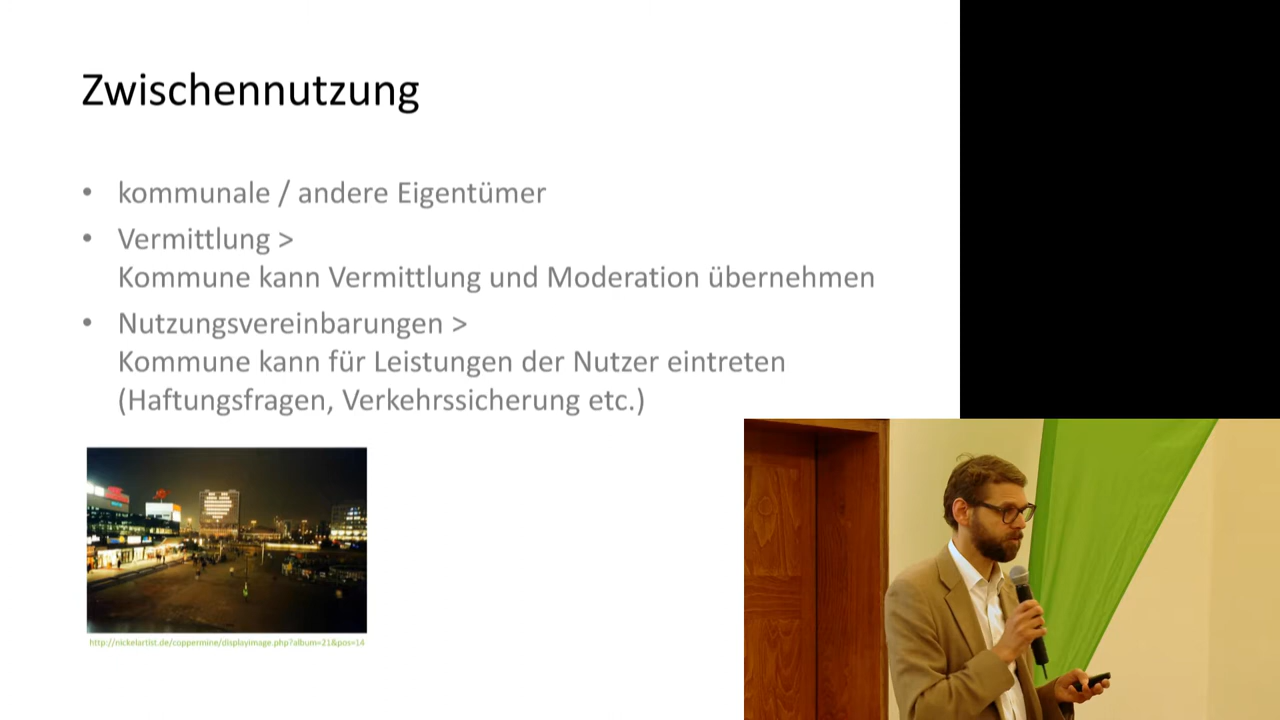 Zwischennutzung
• kommunale / andere Eigentümer
• Vermittlung >
Kommune kann Vermittlung und Moderation übernehmen
• Nutzungsvereinbarungen >
Kommune kann für Leistungen der Nutzer eintreten
(Haftungsfragen, Verkehrssicherung etc.)
http://nickelartist.de/coppermine/displayimage.php?album=21&pos=14